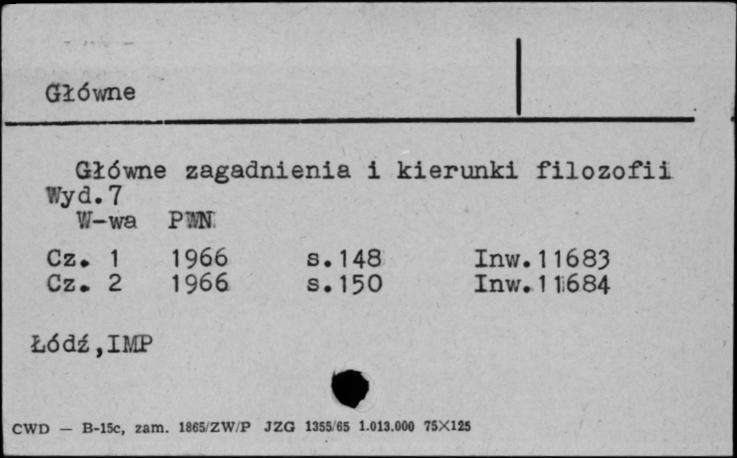 Główne
Główne zagadnienia i kierunki filozofii
Wyd.7
W-wa PWN
Cz. 1 1966 s.148 Inw.11683
Cz. 2 1966 s.150 Inw.11684
Łódź,IMP
CWD — B-15c, zam. 1865/ZW/P JZG 1355/65 1.013.000 75X125